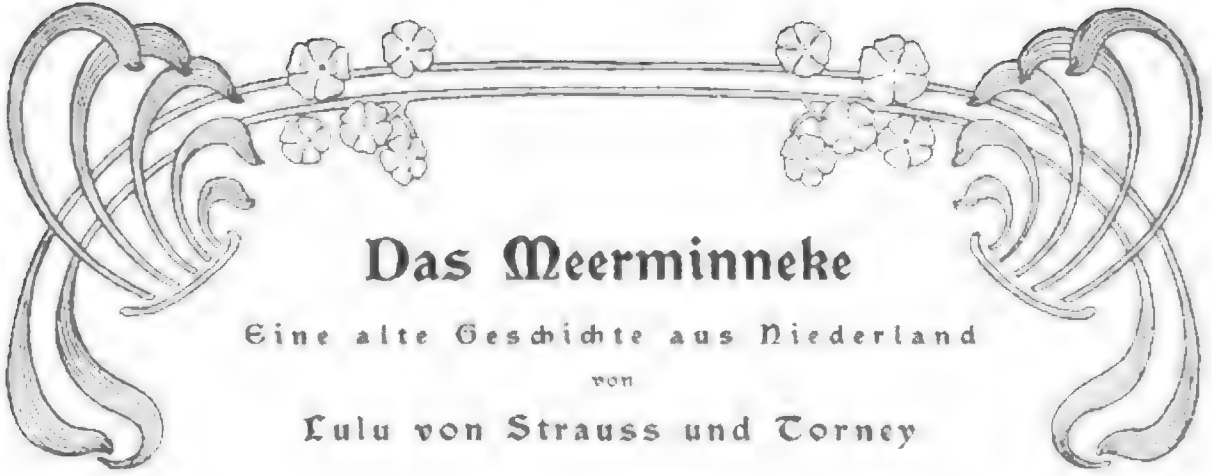 Das Meerminneke
Eine alte Geschichte aus Niederland
von
Lulu von Strauss und Torney